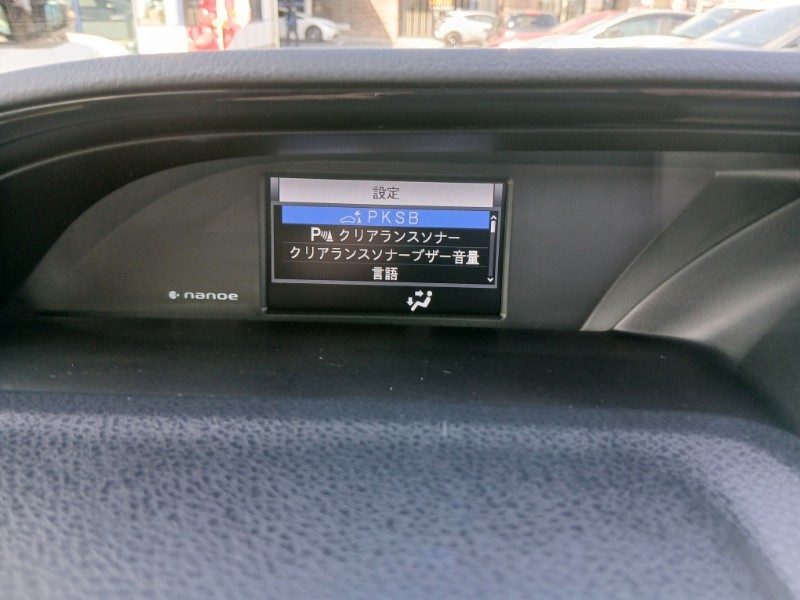 設定
PKSB
P クリアランスソナー
クリアランスソナーブザー音量
言語
nanoe